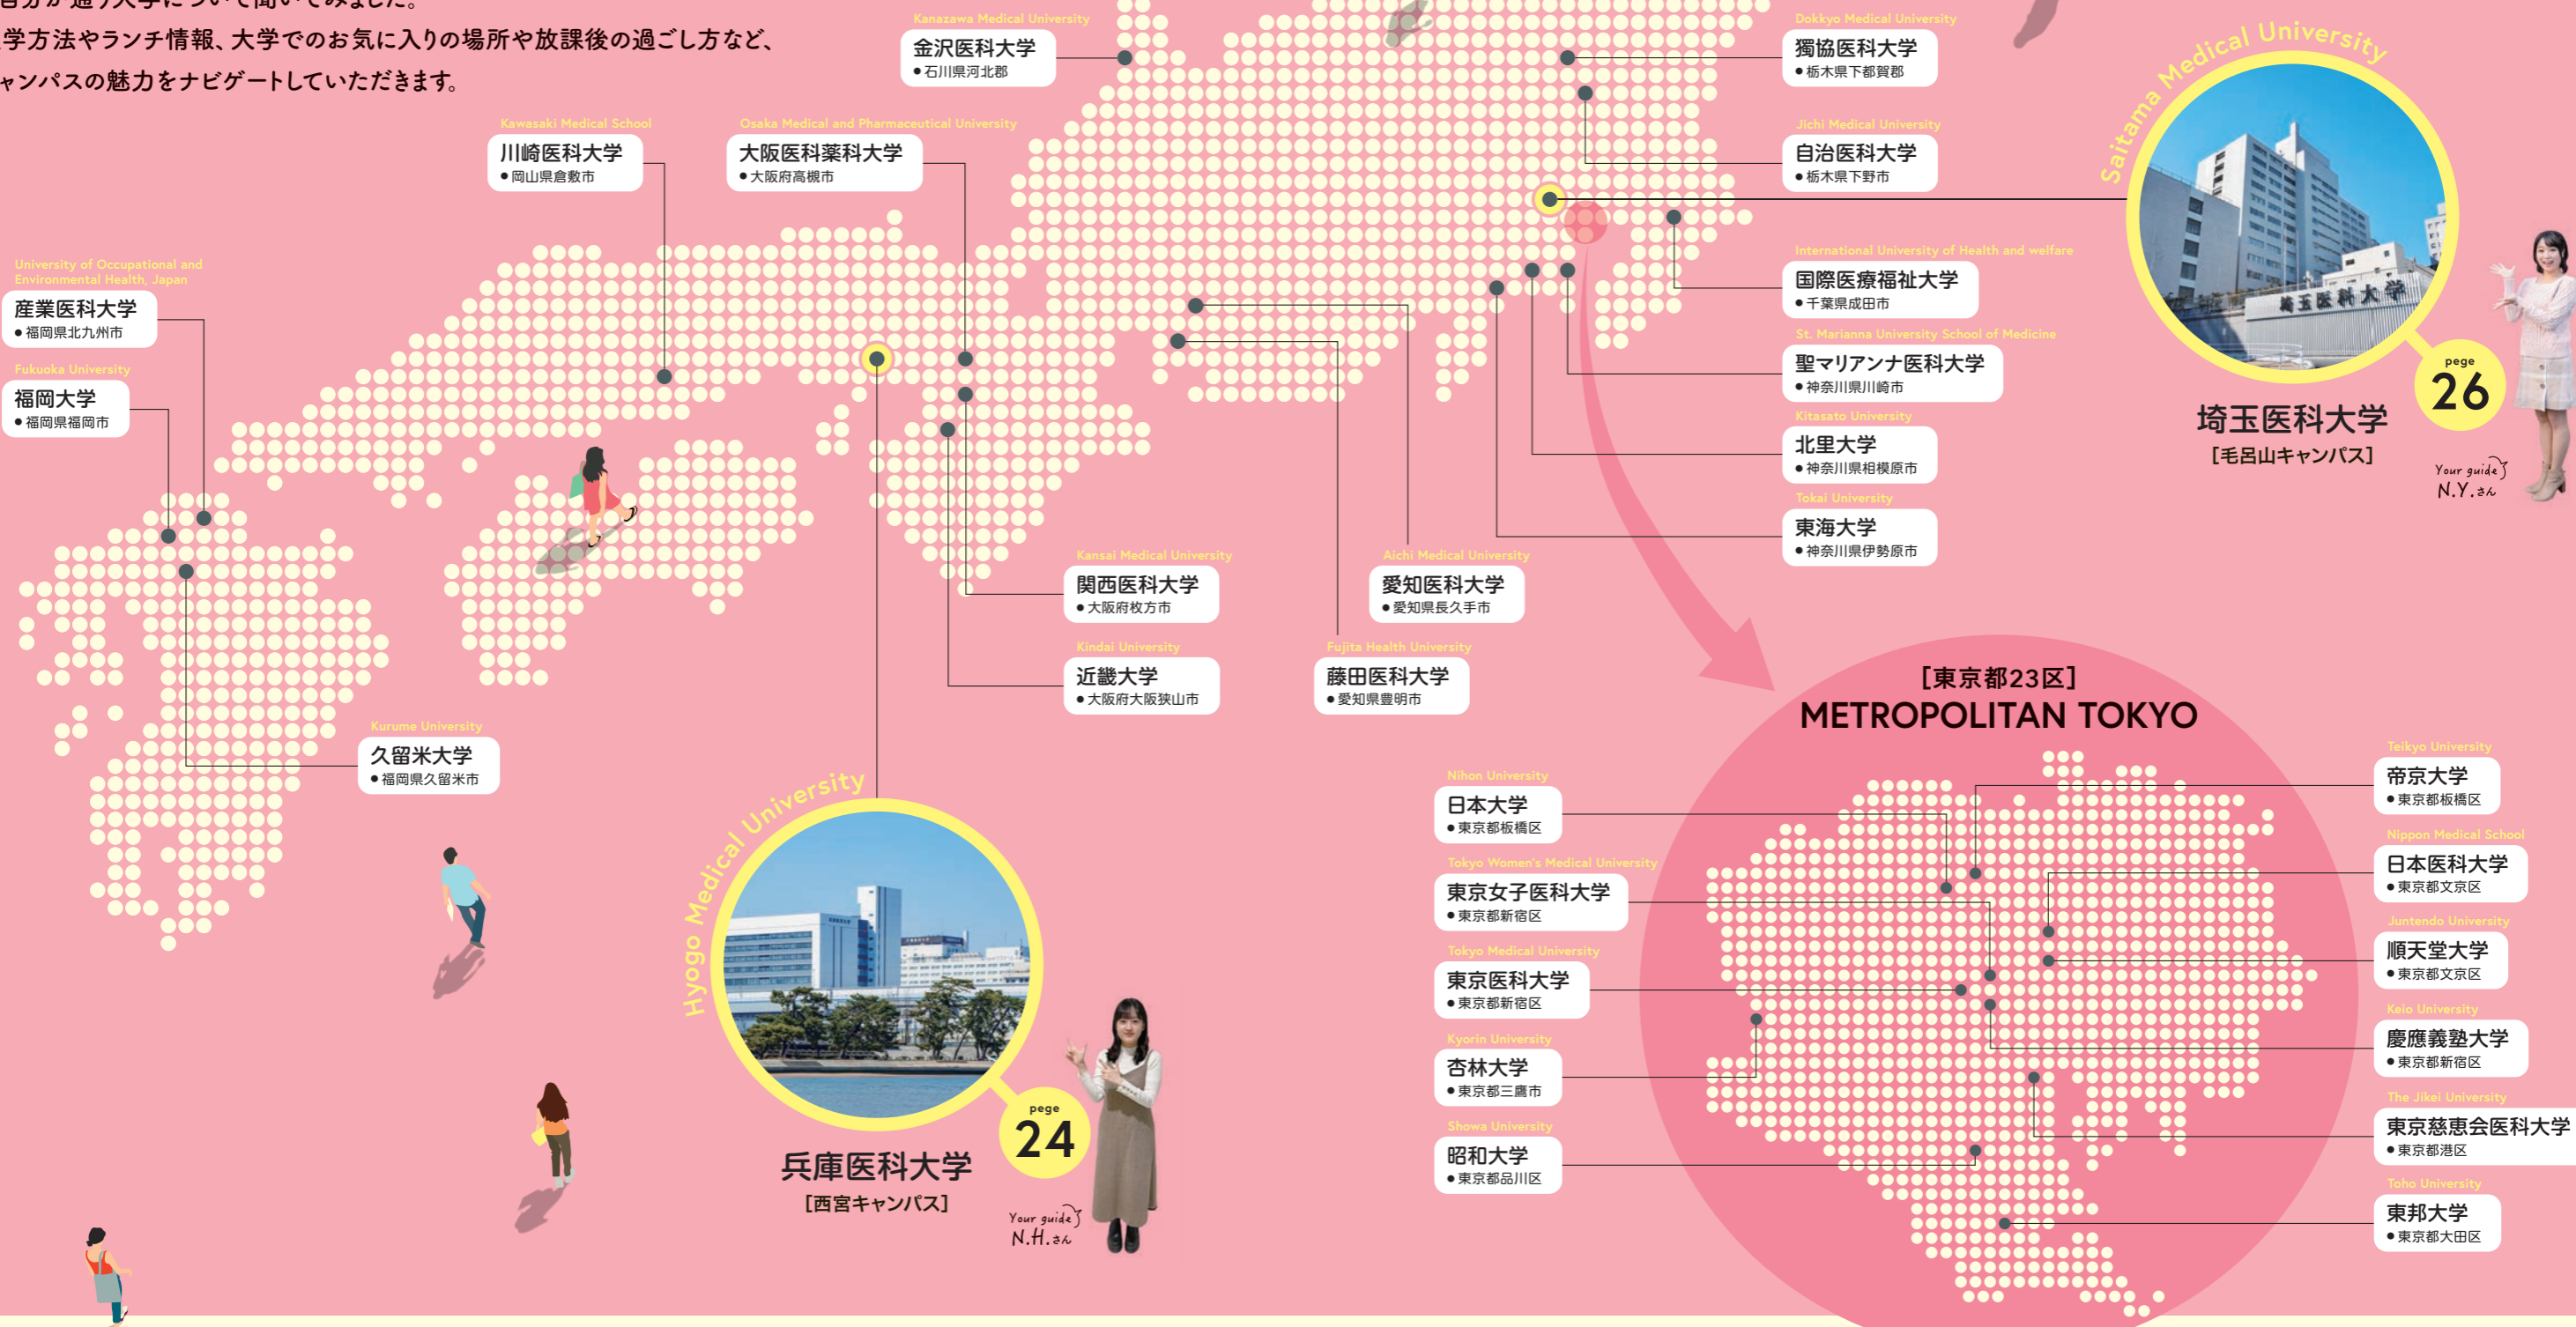 学方法やランチ情報、大学でのお気に入りの場所や放課後の過ごし方など、
ャンパスの魅力をナビゲートしていただきます。
Kanazawa Medical University
金沢医科大学
●石川県河北郡
Dokkyo Medical University
獨協医科大学
●栃木県下都賀郡
Kawasaki Medical School
川崎医科大学
●岡山県倉敷市
Osaka Medical and Pharmaceutical University
大阪医科薬科大学
●大阪府高槻市
Jichi Medical University
自治医科大学
●栃木県下野市
Saitama Medical University
埼玉医科大学
pege
26
埼玉医科大学
[毛呂山キャンパス]
Your guide
N.Y.さん
University of Occupational and
Environmental Health, Japan
産業医科大学
●福岡県北九州市
Fukuoka University
福岡大学
●福岡県福岡市
International University of Health and welfare
国際医療福祉大学
●千葉県成田市
St. Marianna University School of Medicine
聖マリアンナ医科大学
●神奈川県川崎市
Kitasato University
北里大学
●神奈川県相模原市
Tokai University
東海大学
●神奈川県伊勢原市
Kansai Medical University
関西医科大学
●大阪府枚方市
Aichi Medical University
愛知医科大学
●愛知県長久手市
Kindai University
近畿大学
●大阪府大阪狭山市
Fujita Health University
藤田医科大学
●愛知県豊明市
Kurume University
久留米大学
●福岡県久留米市
Hyogo Medical University
pege
24
兵庫医科大学
[西宮キャンパス]
Your guide
N.H.さん
[東京都23区]
METROPOLITAN TOKYO
Nihon University
日本大学
●東京都板橋区
Tokyo Women's Medical University
東京女子医科大学
●東京都新宿区
Tokyo Medical University
東京医科大学
●東京都新宿区
Kyorin University
杏林大学
●東京都三鷹市
Showa University
昭和大学
●東京都品川区
Teikyo University
帝京大学
●東京都板橋区
Nippon Medical School
日本医科大学
●東京都文京区
Juntendo University
順天堂大学
●東京都文京区
Keio University
慶應義塾大学
●東京都新宿区
The Jikei University
東京慈恵会医科大学
●東京都港区
Toho University
東邦大学
●東京都大田区